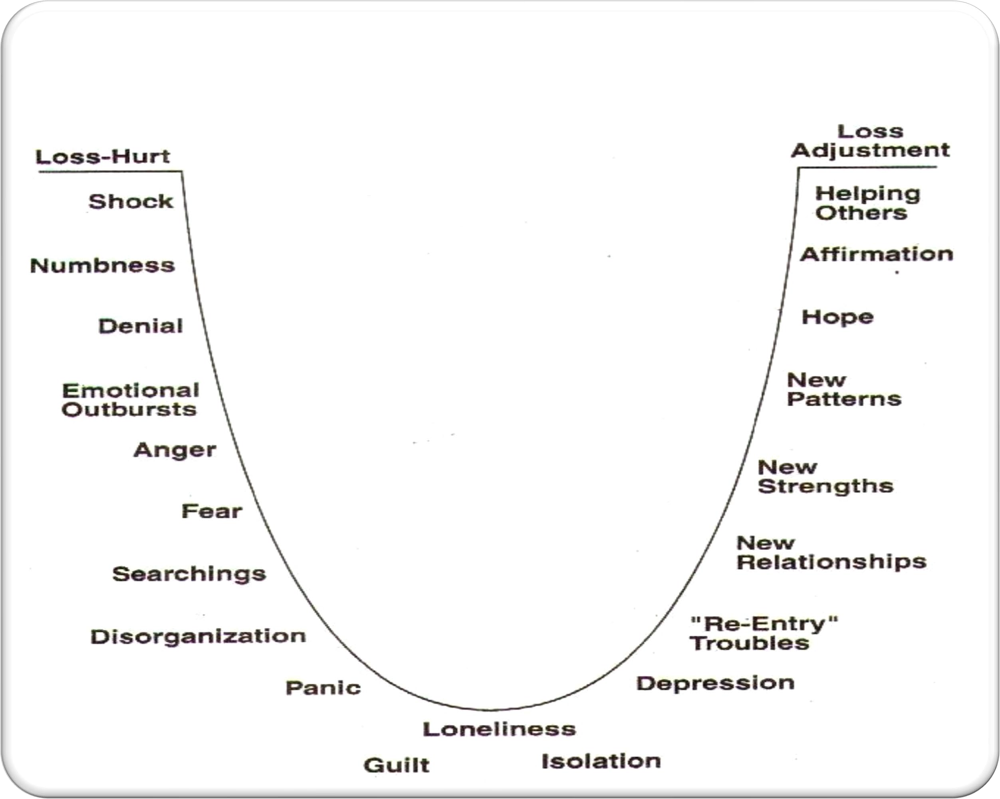 Loss-Hurt
Shock
Numbness
Denial
Emotional
Outbursts
Anger
Fear
Searchings
Disorganization
Panic
Guilt
Loneliness
Isolation
Depression
"Re-Entry"
Troubles
New
Relationships
New
Strengths
New
Patterns
Hope
Affirmation
Helping
Others
Loss
Adjustment